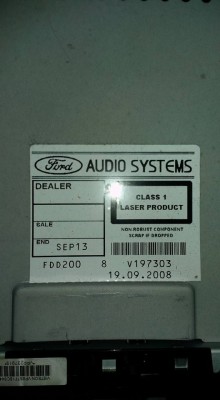 Ford AUDIO SYSTEMS
DEALER
CLASS 1
LASER PRODUCT
SALE
NON ROBUST COMPONENT
SCRAP IF DROPPED
END SEP13
FDD200 8 V197303
19.09.2008